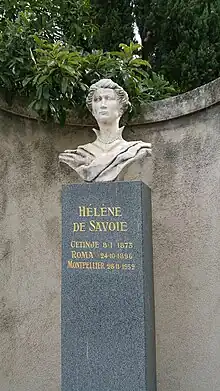 HÉLÈNE
DE SAVOIE
CETINJE 8·1·1873
ROMA 24·10·1896
MONTPELLIER 28·11·1952